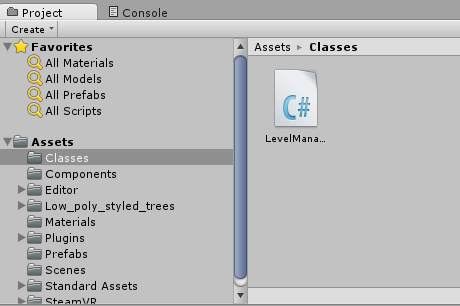 Project Console
Create
Favorites
All Materials
All Models
All Prefabs
All Scripts
Assets
Classes
Components
Editor
Low_poly_styled_trees
Materials
Plugins
Prefabs
Scenes
Standard Assets
SteamVR
Assets Classes
C#
LevelMana...